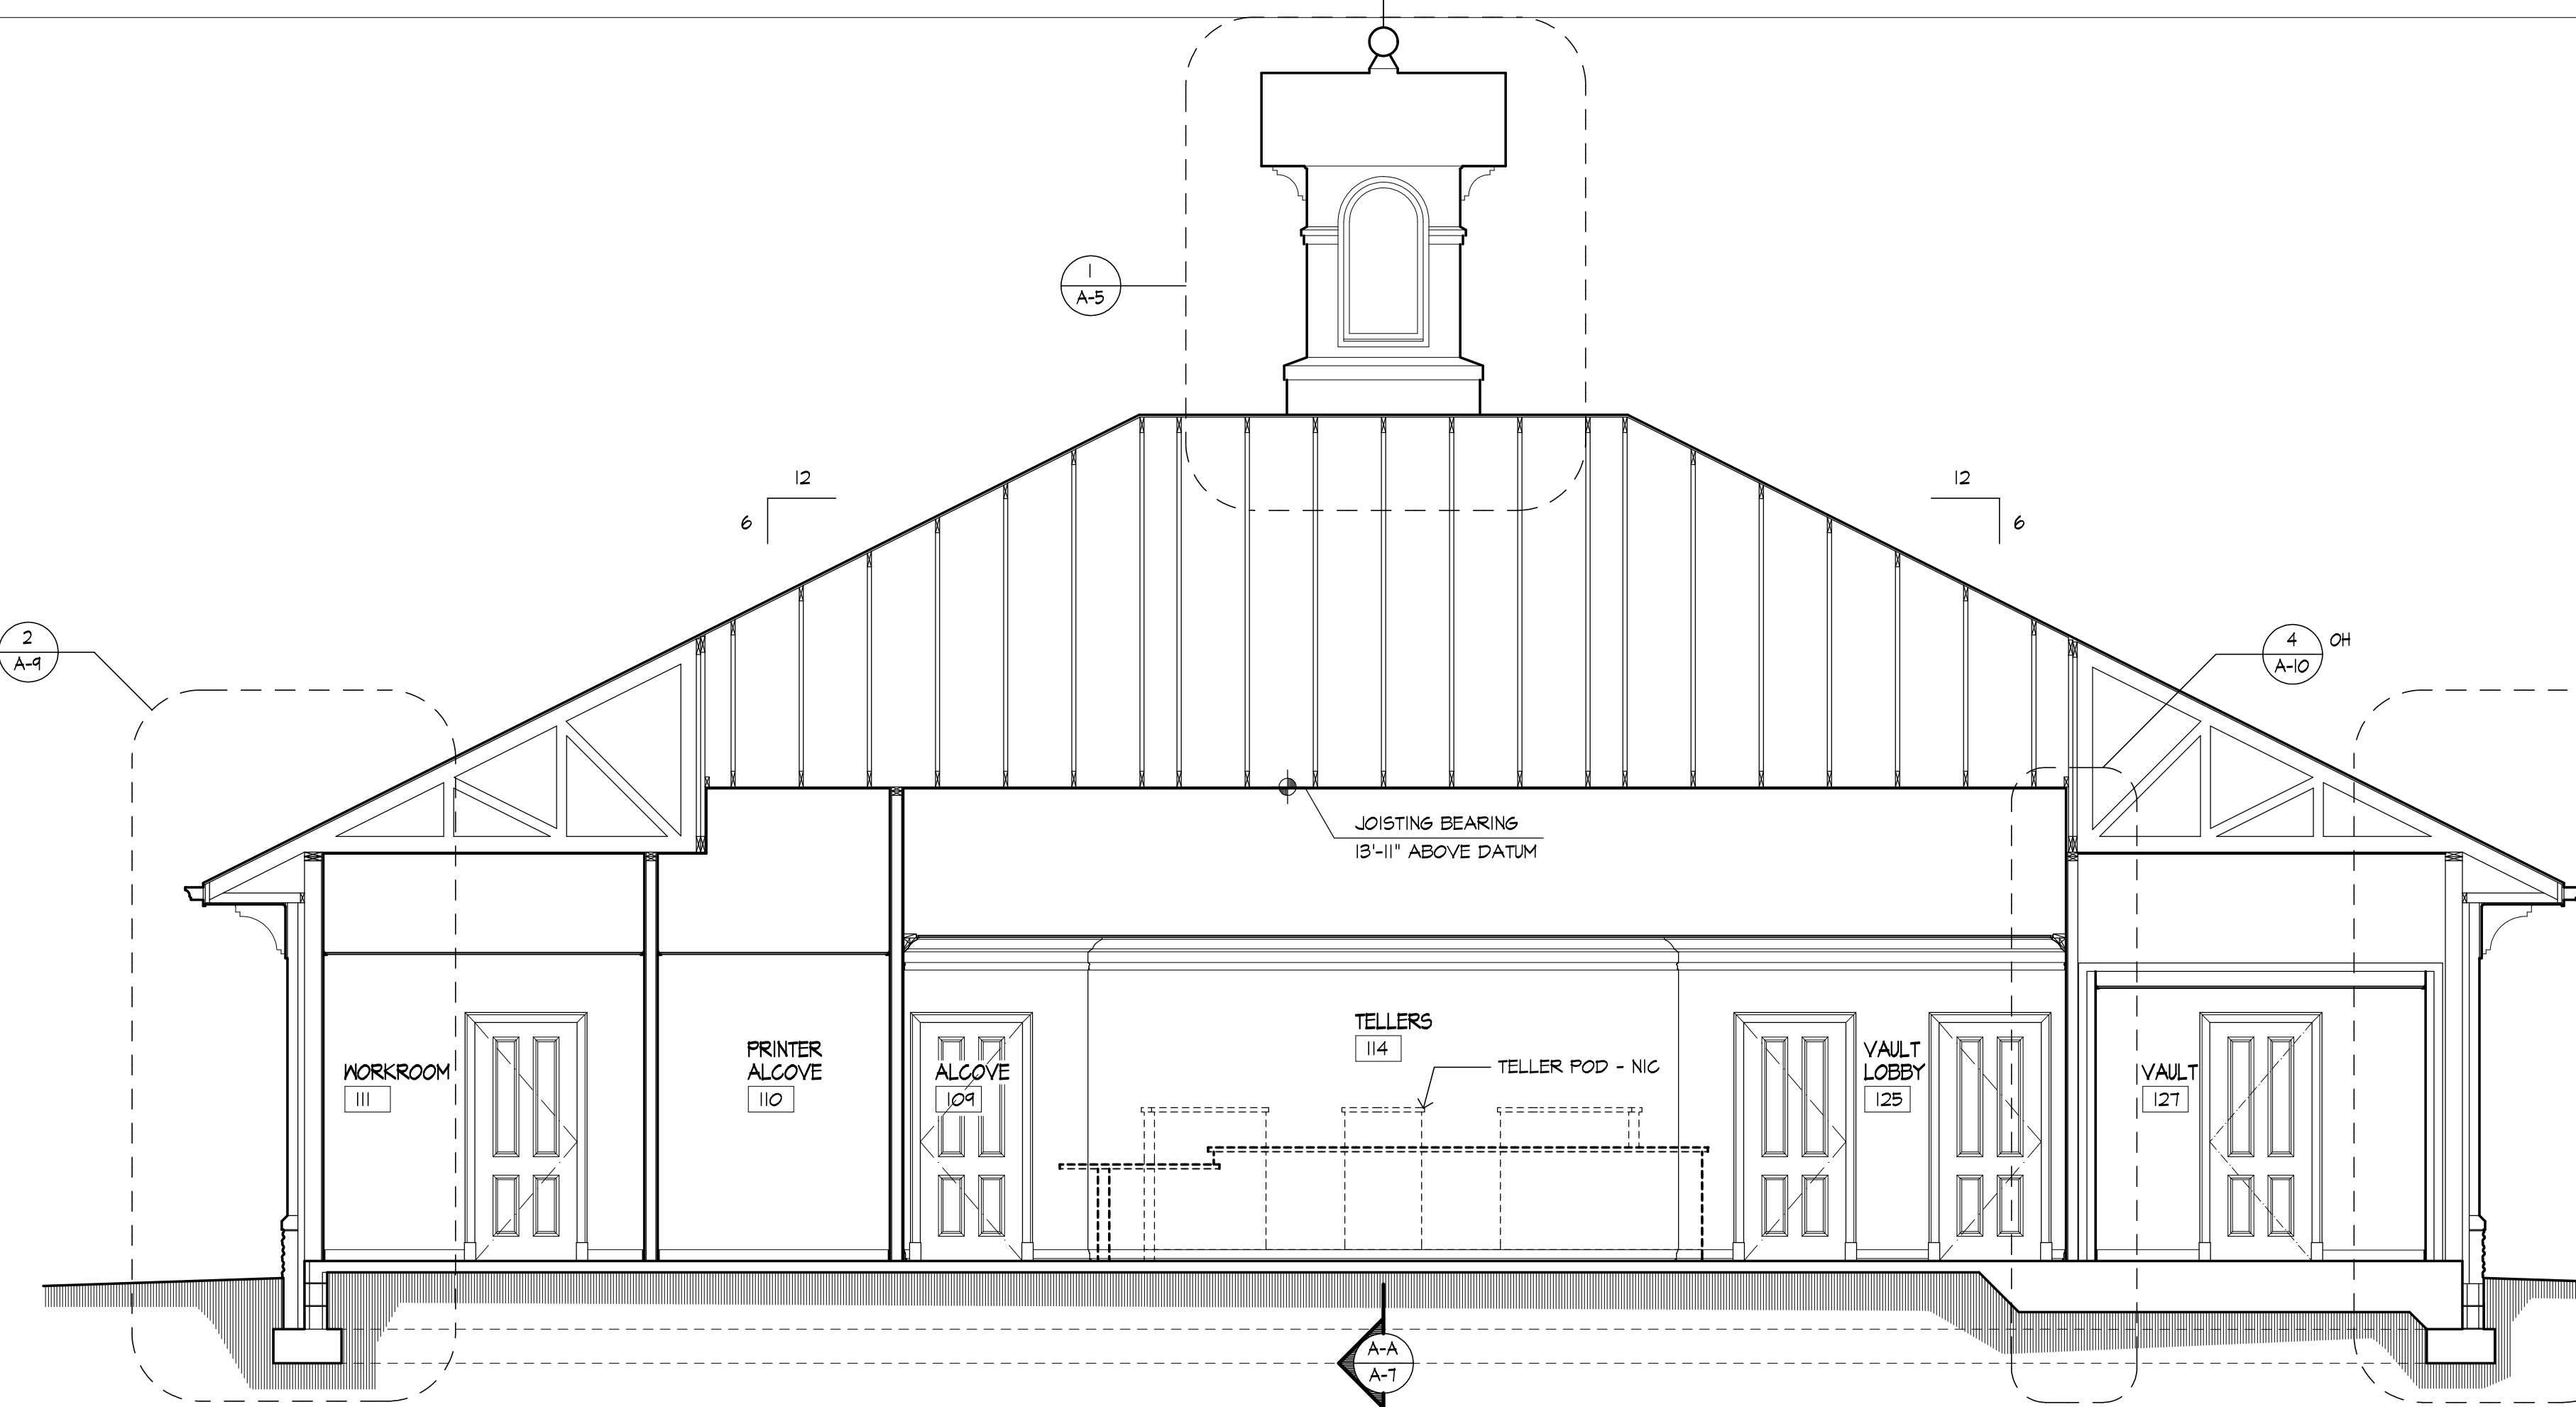 1
A-5
12
6
12
6
2
A-9
4 OH
A-10
JOISTING BEARING
13'-11" ABOVE DATUM
WORKROOM
111
PRINTER
ALCOVE
110
ALCOVE
109
TELLERS
114
TELLER POD - NIC
VAULT
LOBBY
125
VAULT
127
A-A
A-7